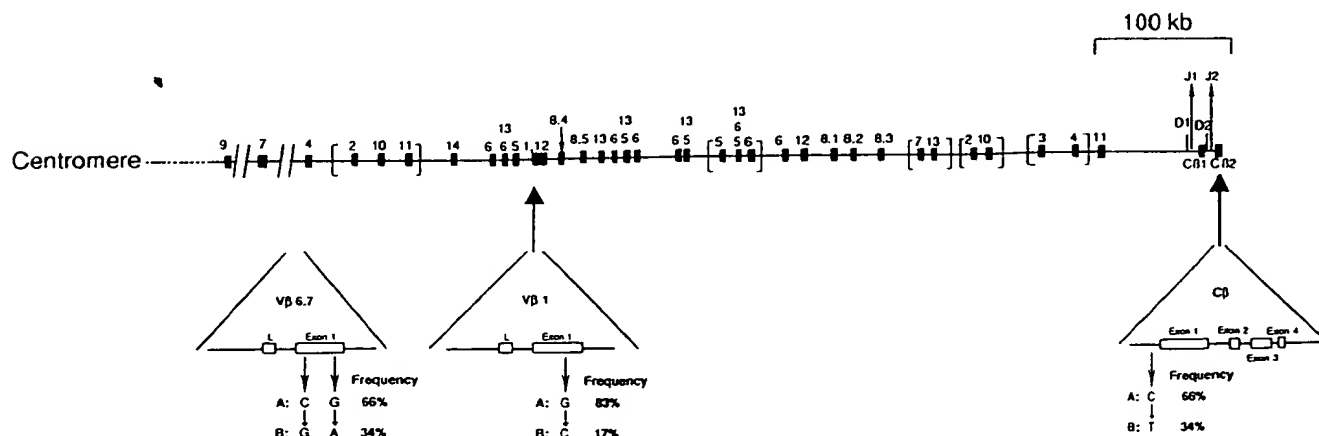 100 kb
J1 J2
13
13 8.4 13 13 6 D1 D2
9 7 4 2 10 11 14 6 6 5 1 12 8.5 13 6 5 6 6 5 5 5 6 6 12 8.1 8.2 8.3 7 13 2 10 3 4 11
Centromere
Cß1 C ß2
Vβ 6.7 Vβ 1 Cβ
L Exon 1 L Exon 1 Exon 1 Exon 2 Exon 4
Exon 3
Frequency Frequency Frequency
A: C G 66% A: G 83% A: C 66%
B: G A 34% B: C 17% B: T 34%